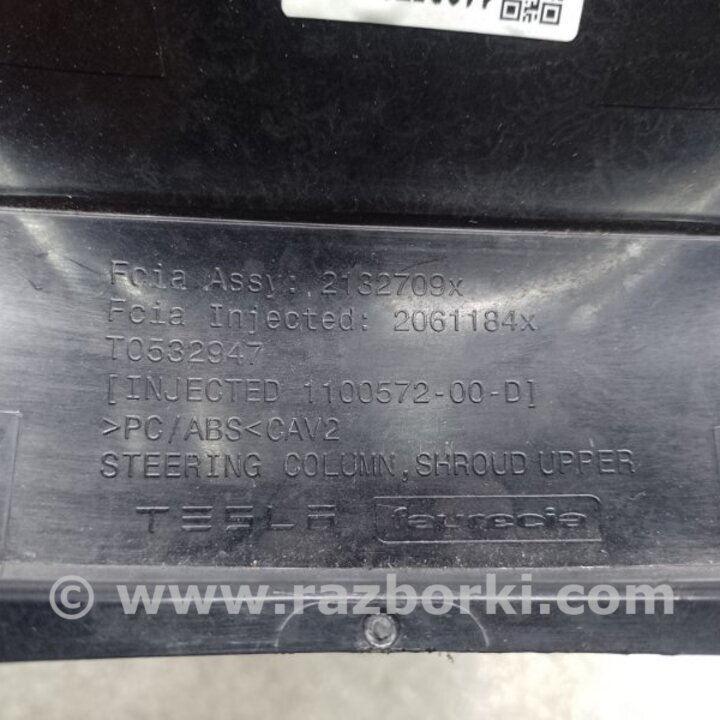 Fcia Assy: 2132709x
Fcia Injected: 2061184x
T0532947
[INJECTED 1100572-00-D]
>PC/ABS<CAV2
STEERING COLUMN,SHROUD UPPER
TESLA faurecia
© www.razborki.com